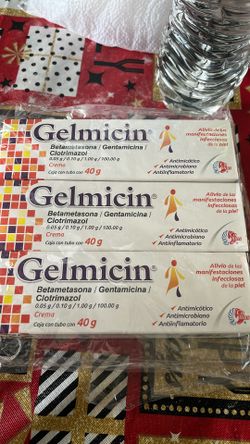 Gelmicin®
Betametasona / Gentamicina /
Clotrimazol
0.05 g / 0.10 g / 1.00 g / 100.00 g
Crema
Caja con tubo con 40 g
Alivio de las
manifestaciones
infecciosas
de la piel
Antimicótico
Antimicrobiano
Antiinflamatorio
Gelmicin®
Betametasona / Gentamicina /
Clotrimazol
0.05 g / 0.10 g / 1.00 g / 100.00 g
Crema
Caja con tubo con 40 g
Alivio de las
manifestaciones
infecciosas
de la piel
Antimicótico
Antimicrobiano
Antiinflamatorio
Gelmicin®
Betametasona / Gentamicina /
Clotrimazol
0.05 g / 0.10 g / 1.00 g / 100.00 g
Crema
Caja con tubo con 40 g
Alivio de las
manifestaciones
infecciosas
de la piel
Antimicótico
Antimicrobiano
Antiinflamatorio